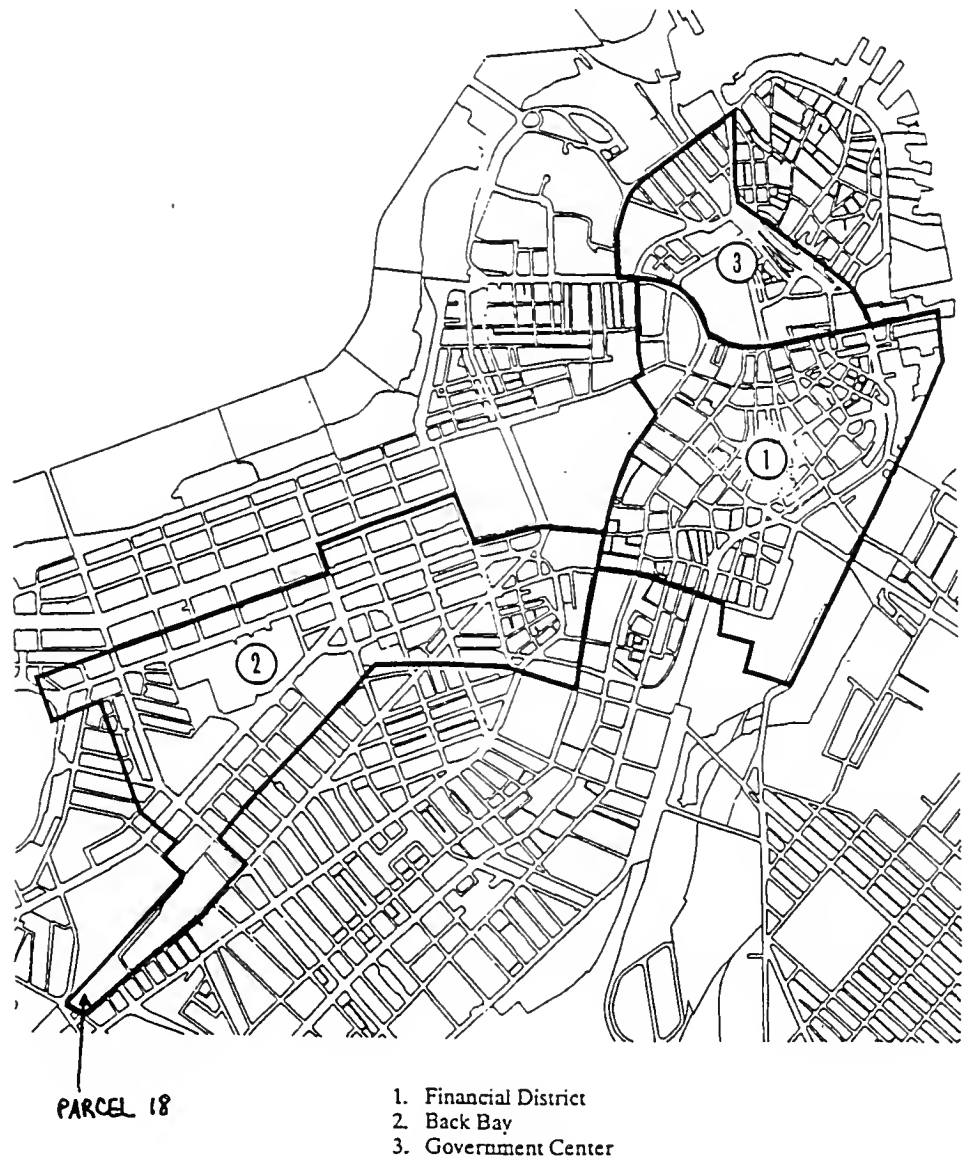 3
1
2
PARCEL 18
1. Financial District
2. Back Bay
3. Government Center